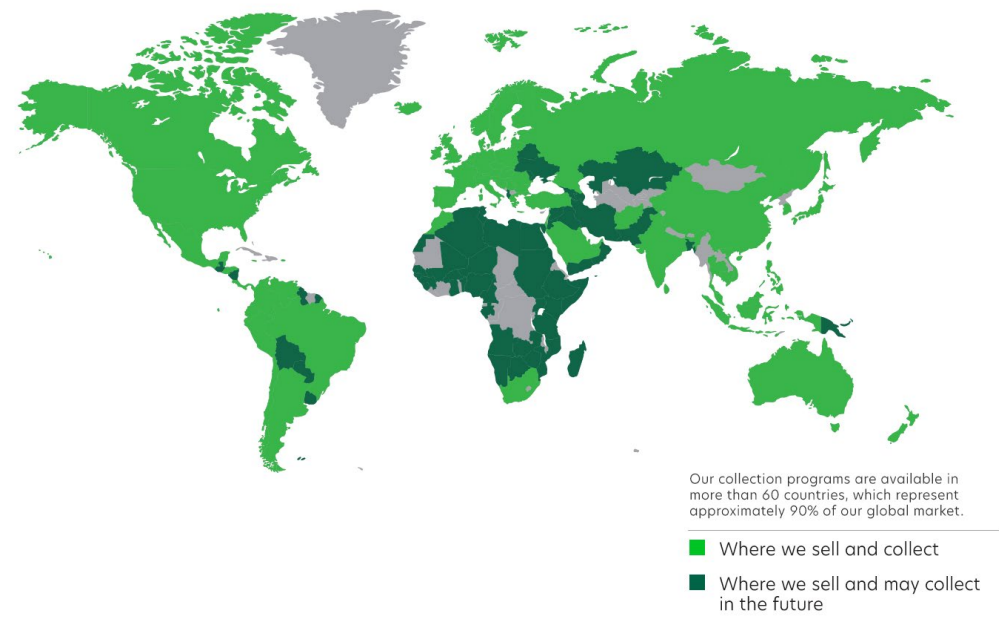 Our collection programs are available in
more than 60 countries, which represent
approximately 90% of our global market.
Where we sell and collect
Where we sell and may collect
in the future